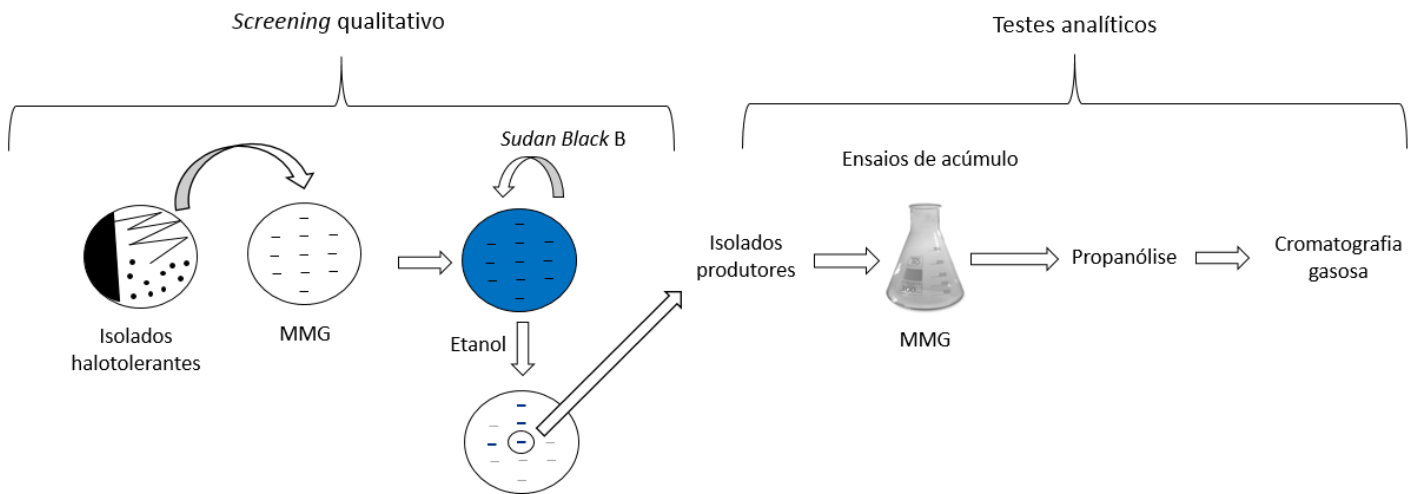 Screening qualitativo
Testes analíticos
Sudan Black B
Ensaios de acúmulo
Isolados
halotolerantes
MMG
Etanol
Isolados
produtores
MMG
Propanólise
Cromatografia
gasosa